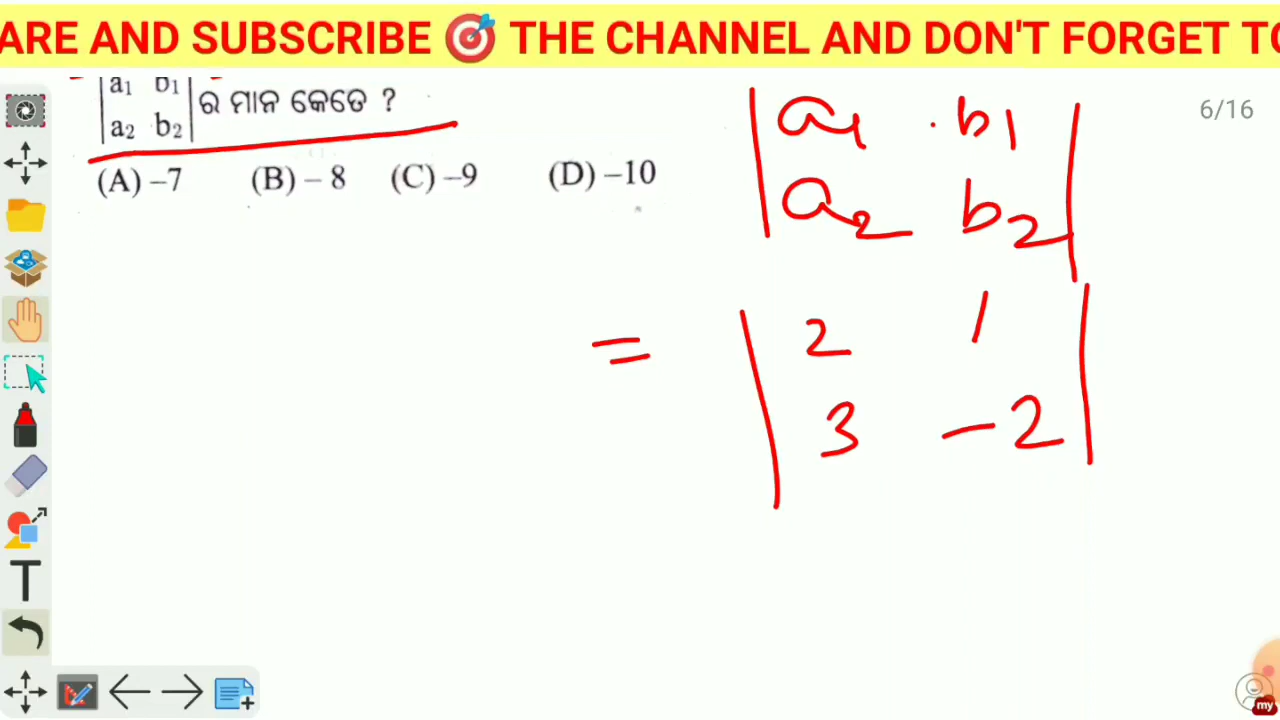 ARE AND SUBSCRIBE 🎯 THE CHANNEL AND DON'T FORGET TO
| a₁ b₁ |
| a₂ b₂ | ର ମାନ କେତେ ?
(A) –7 (B) – 8 (C) –9 (D) –10
6/16
| a₁ b₁ |
| a₂ b₂ |
= | 2 1 |
| 3 -2 |
T
my